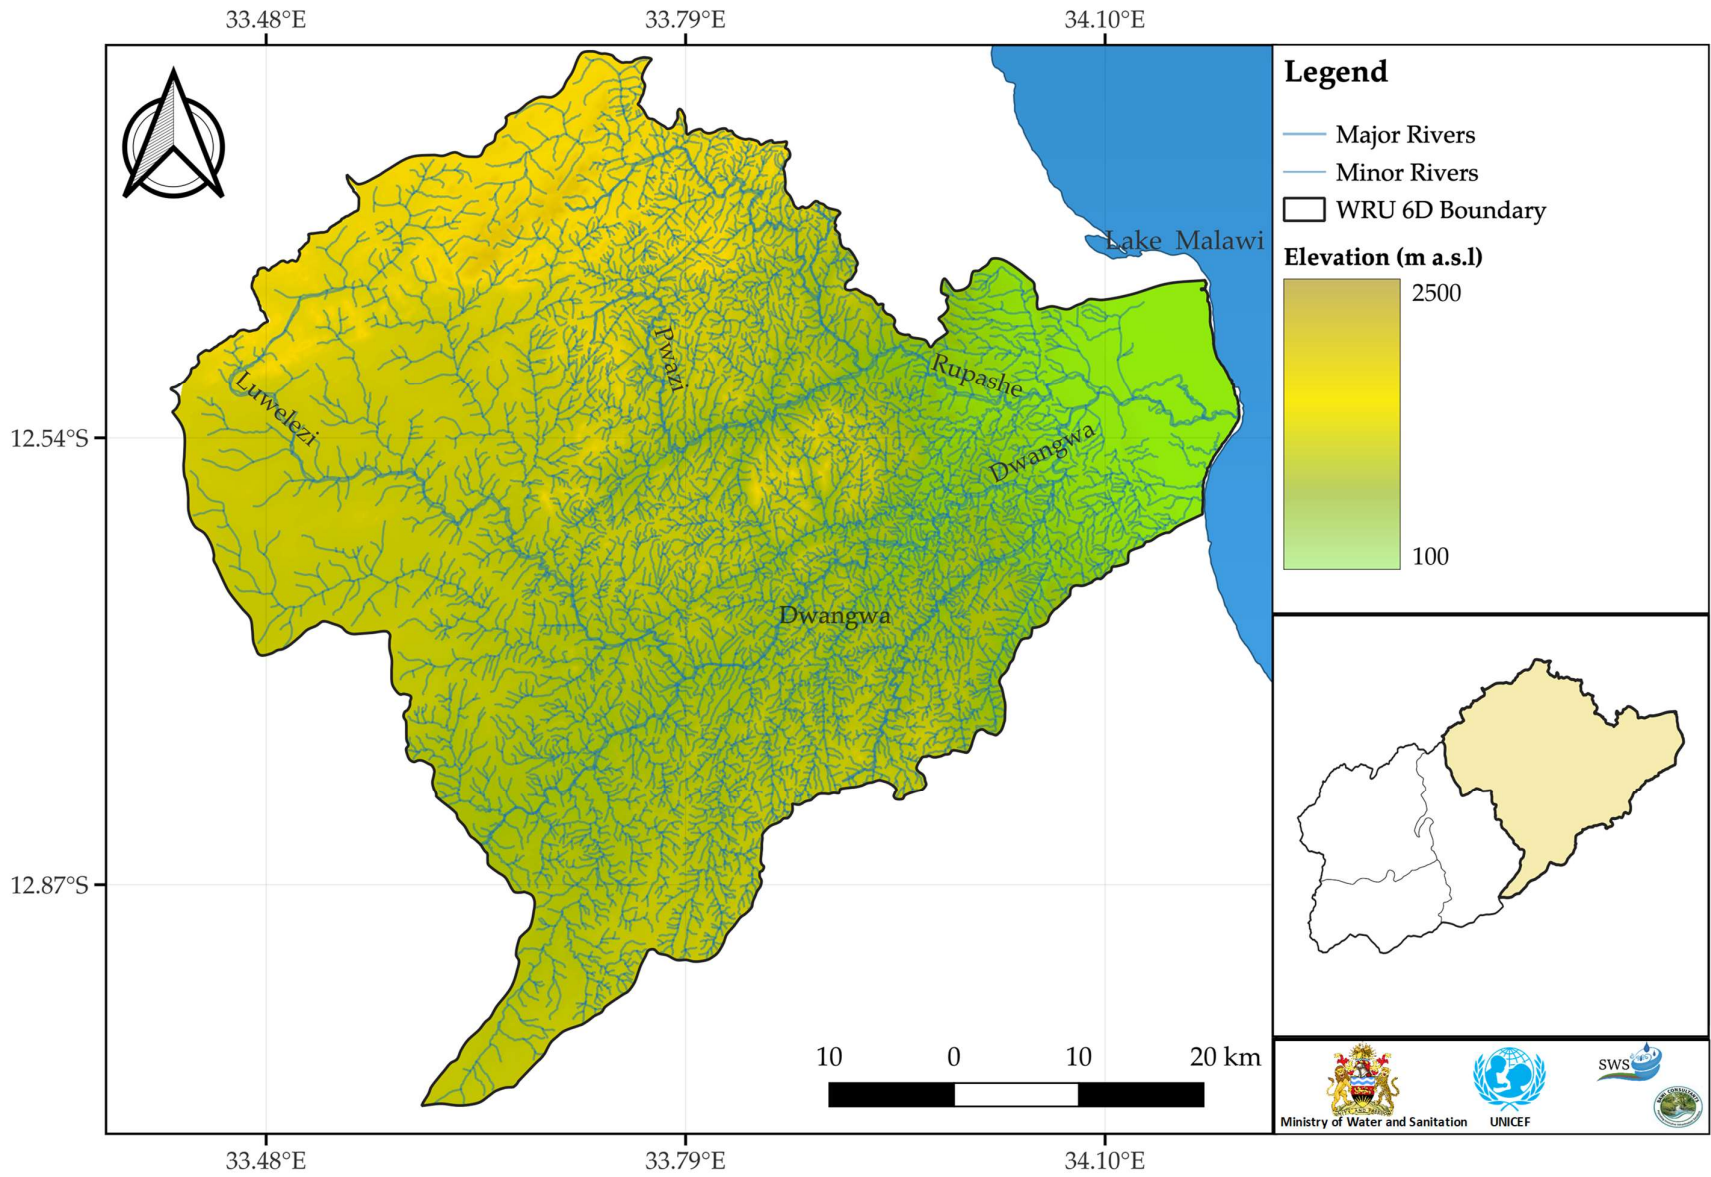 33.48°E 33.79°E 34.10°E
Legend
Major Rivers
Minor Rivers
WRU 6D Boundary
Lake Malawi
Elevation (m a.s.l)
2500
Pwazi
Rupashe
Luwelezi
12.54°S
Dwangwa
100
Dwangwa
12.87°S
10 0 10 20 km
SWS
Ministry of Water and Sanitation
UNICEF
33.48°E 33.79°E 34.10°E